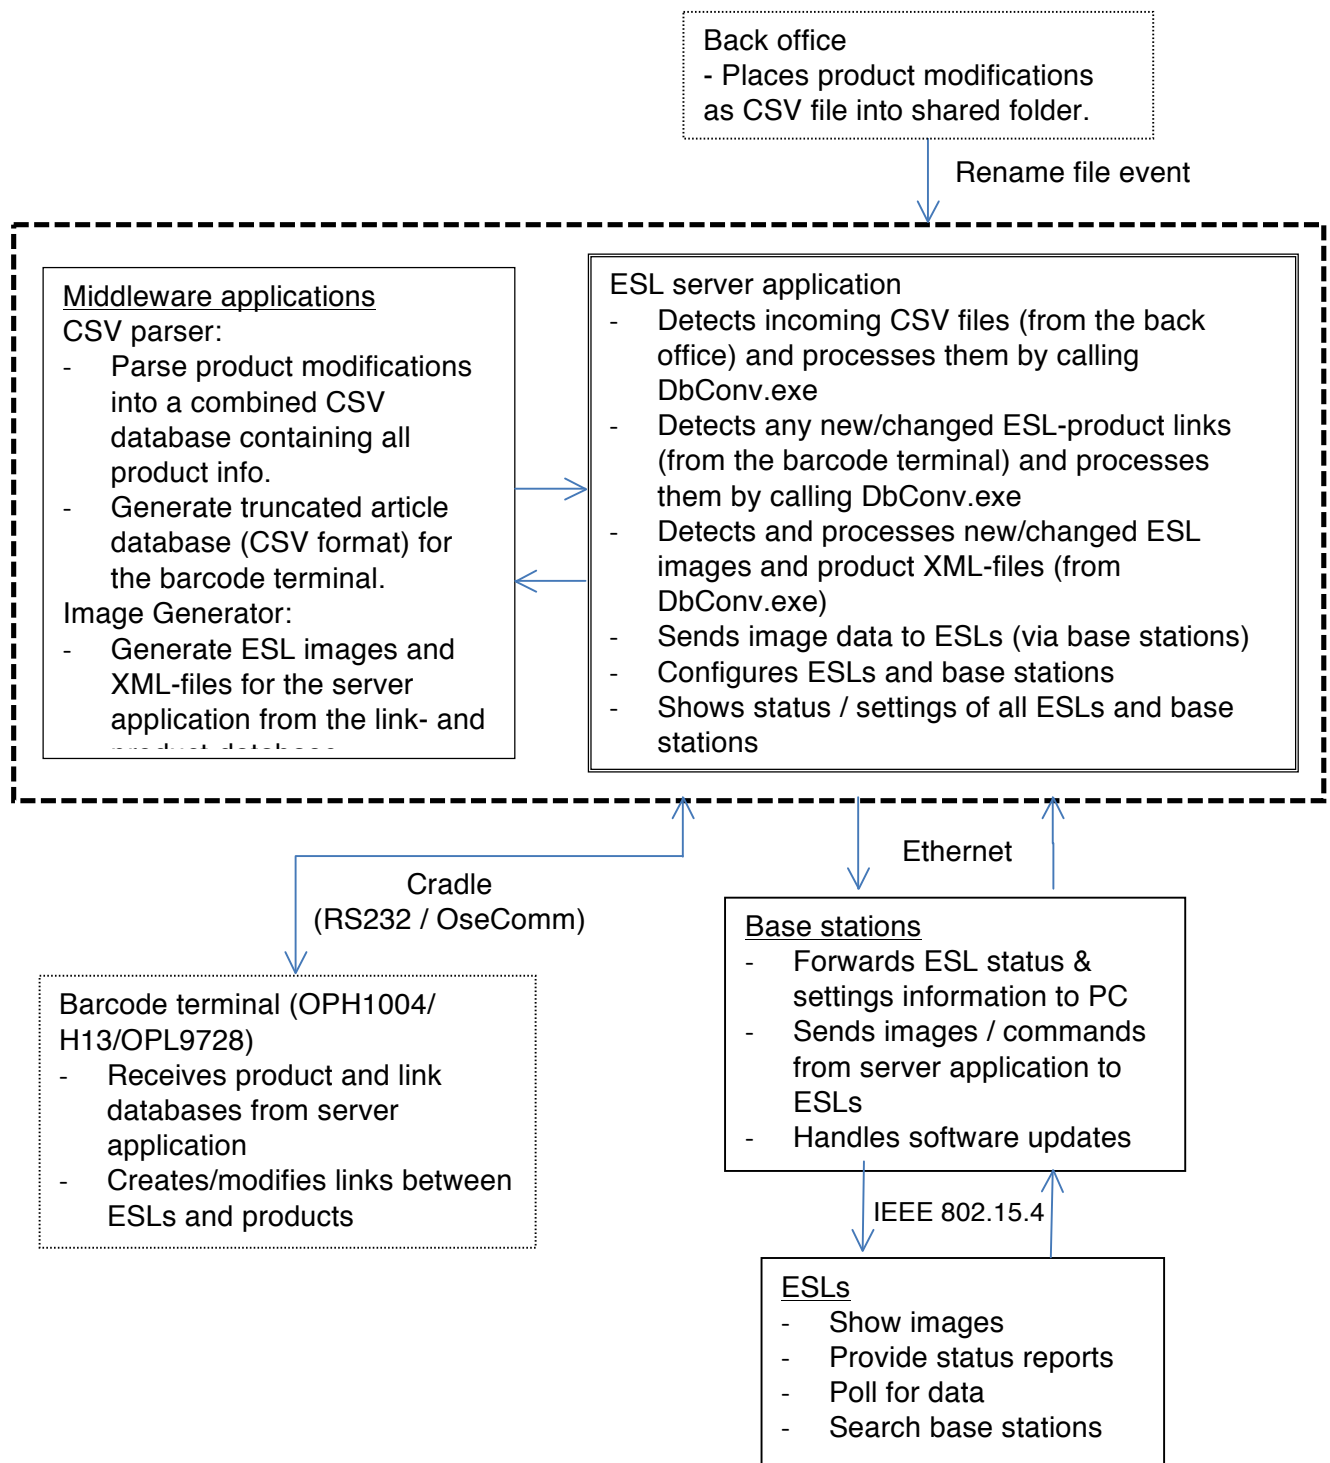 Back office
- Places product modifications
as CSV file into shared folder.
Rename file event
Middleware applications
CSV parser:
- Parse product modifications
into a combined CSV
database containing all
product info.
- Generate truncated article
database (CSV format) for
the barcode terminal.
Image Generator:
- Generate ESL images and
XML-files for the server
application from the link- and
product database
ESL server application
- Detects incoming CSV files (from the back
office) and processes them by calling
DbConv.exe
- Detects any new/changed ESL-product links
(from the barcode terminal) and processes
them by calling DbConv.exe
- Detects and processes new/changed ESL
images and product XML-files (from
DbConv.exe)
- Sends image data to ESLs (via base stations)
- Configures ESLs and base stations
- Shows status / settings of all ESLs and base
stations
Cradle
(RS232 / OseComm)
Ethernet
Barcode terminal (OPH1004/
H13/OPL9728)
- Receives product and link
databases from server
application
- Creates/modifies links between
ESLs and products
Base stations
- Forwards ESL status &
settings information to PC
- Sends images / commands
from server application to
ESLs
- Handles software updates
IEEE 802.15.4
ESLs
- Show images
- Provide status reports
- Poll for data
- Search base stations